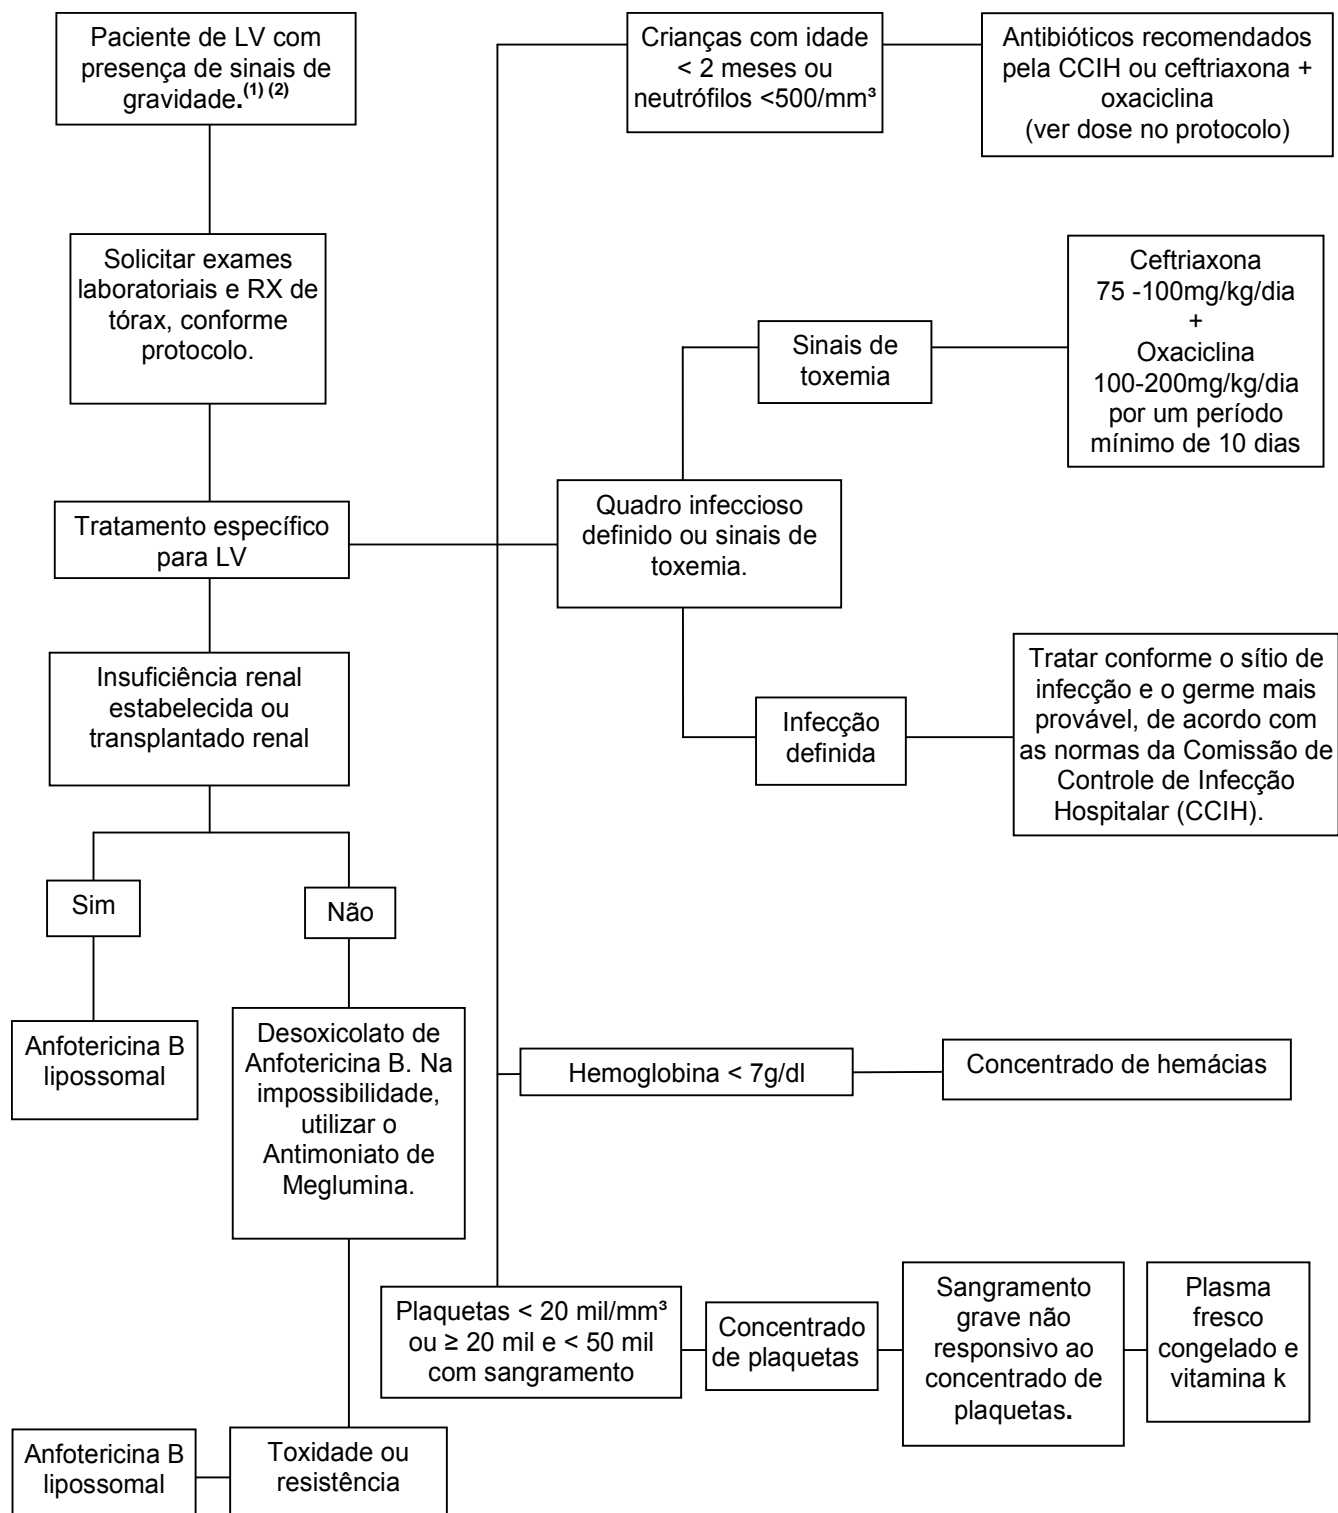 Paciente de LV com
presença de sinais de
gravidade.(1) (2)
Solicitar exames
laboratoriais e RX de
tórax, conforme
protocolo.
Tratamento específico
para LV
Insuficiência renal
estabelecida ou
transplantado renal
Sim
Não
Anfotericina B
lipossomal
Desoxicolato de
Anfotericina B. Na
impossibilidade,
utilizar o
Antimoniato de
Meglumina.
Toxidade ou
resistência
Anfotericina B
lipossomal
Crianças com idade
< 2 meses ou
neutrófilos <500/mm³
Antibióticos recomendados
pela CCIH ou ceftriaxona +
oxaciclina
(ver dose no protocolo)
Quadro infeccioso
definido ou sinais de
toxemia.
Sinais de
toxemia
Ceftriaxona
75 -100mg/kg/dia
+
Oxaciclina
100-200mg/kg/dia
por um período
mínimo de 10 dias
Infecção
definida
Tratar conforme o sítio de
infecção e o germe mais
provável, de acordo com
as normas da Comissão de
Controle de Infecção
Hospitalar (CCIH).
Hemoglobina < 7g/dl
Concentrado de hemácias
Plaquetas < 20 mil/mm³
ou ≥ 20 mil e < 50 mil
com sangramento
Concentrado
de plaquetas
Sangramento
grave não
responsivo ao
concentrado de
plaquetas.
Plasma
fresco
congelado e
vitamina k